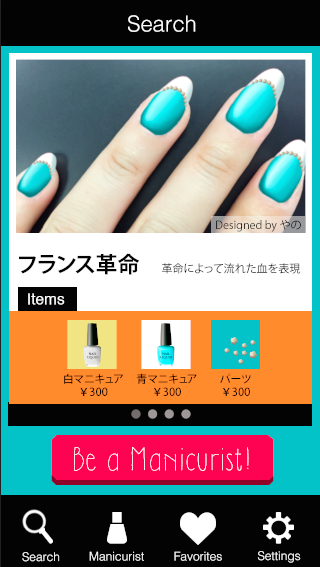 Search
Designed by やの
フランス革命
革命によって流れた血を表現
Items
白マニキュア
¥300
青マニキュア
¥300
パーツ
¥300
Be a Manicurist!
Search
Manicurist
Favorites
Settings